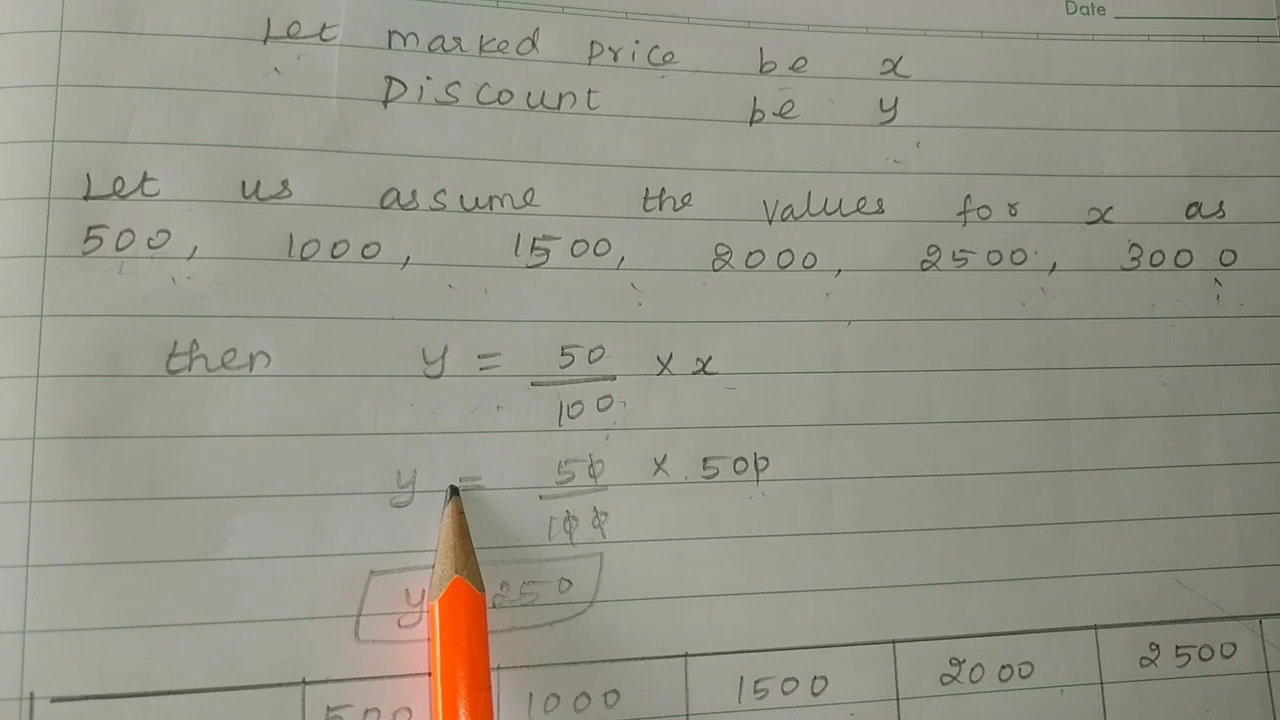 Date
Let marked price be x
Discount be y
Let us assume the values for x as
500, 1000, 1500, 2000, 2500, 3000
then y = 50/100 × x
y = 50/100 × 500
y 250
500 1000 1500 2000 2500